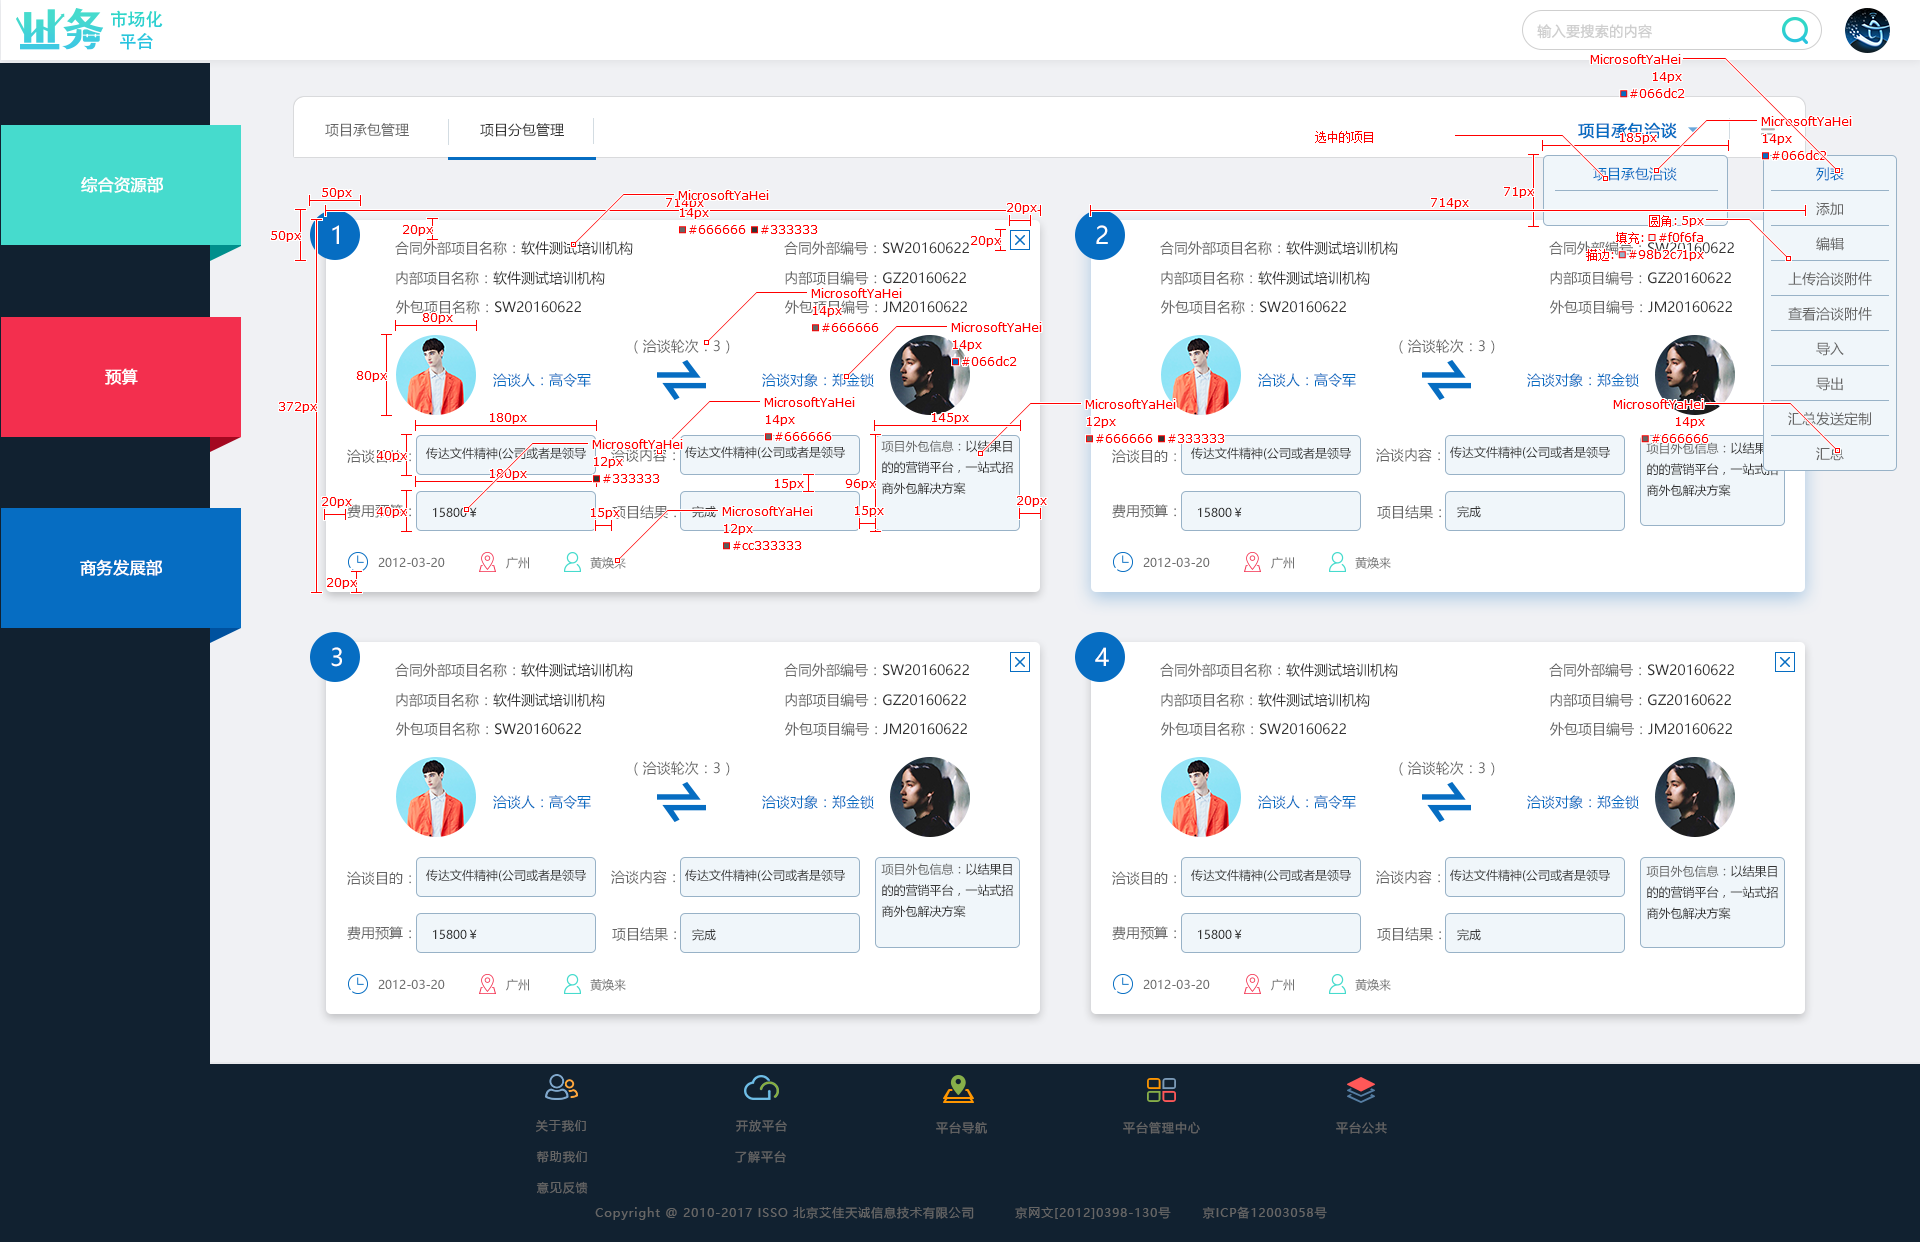 业务 市场化
平台
输入要搜索的内容
MicrosoftYaHei
14px
#066dc2
项目承包管理
项目分包管理
选中的项目
项目承包洽谈
185px
MicrosoftYaHei
14px
#066dc2
综合资源部
预算
商务发展部
71px
项目承包洽谈
列表
添加
编辑
上传洽谈附件
查看洽谈附件
导入
导出
汇总发送定制
汇总
圆角: 5px
填充: #f0f6fa
描边: #98b2c71px
MicrosoftYaHei
14px
#666666
50px
50px
714px
MicrosoftYaHei
14px
#666666 #333333
20px
20px
20px
1
合同外部项目名称：软件测试培训机构
合同外部编号：SW20160622
内部项目名称：软件测试培训机构
内部项目编号：GZ20160622
外包项目名称：SW20160622
外包项目编号：JM20160622
MicrosoftYaHei
14px
#666666
80px
80px
372px
（洽谈轮次：3）
MicrosoftYaHei
14px
#066dc2
洽谈人：高令军
洽谈对象：郑金锁
180px
MicrosoftYaHei
14px
#666666
145px
MicrosoftYaHei
12px
#666666 #333333
40px
洽谈目的：
传达文件精神(公司或者是领导
MicrosoftYaHei
12px
#333333
洽谈内容：
传达文件精神(公司或者是领导
项目外包信息：以结果目
的的营销平台，一站式招
商外包解决方案
180px
15px
96px
20px
40px
费用预算：
15800 ¥
15px
项目结果：
完成
15px
20px
MicrosoftYaHei
12px
#cc333333
2012-03-20
广州
黄焕来
20px
714px
2
合同外部项目名称：软件测试培训机构
合同外部编号：SW20160622
内部项目名称：软件测试培训机构
内部项目编号：GZ20160622
外包项目名称：SW20160622
外包项目编号：JM20160622
（洽谈轮次：3）
洽谈人：高令军
洽谈对象：郑金锁
洽谈目的：
传达文件精神(公司或者是领导
洽谈内容：
传达文件精神(公司或者是领导
项目外包信息：以结果
的的营销平台，一站式招
商外包解决方案
费用预算：
15800 ¥
项目结果：
完成
2012-03-20
广州
黄焕来
3
合同外部项目名称：软件测试培训机构
合同外部编号：SW20160622
内部项目名称：软件测试培训机构
内部项目编号：GZ20160622
外包项目名称：SW20160622
外包项目编号：JM20160622
（洽谈轮次：3）
洽谈人：高令军
洽谈对象：郑金锁
洽谈目的：
传达文件精神(公司或者是领导
洽谈内容：
传达文件精神(公司或者是领导
项目外包信息：以结果目
的的营销平台，一站式招
商外包解决方案
费用预算：
15800 ¥
项目结果：
完成
2012-03-20
广州
黄焕来
4
合同外部项目名称：软件测试培训机构
合同外部编号：SW20160622
内部项目名称：软件测试培训机构
内部项目编号：GZ20160622
外包项目名称：SW20160622
外包项目编号：JM20160622
（洽谈轮次：3）
洽谈人：高令军
洽谈对象：郑金锁
洽谈目的：
传达文件精神(公司或者是领导
洽谈内容：
传达文件精神(公司或者是领导
项目外包信息：以结果目
的的营销平台，一站式招
商外包解决方案
费用预算：
15800 ¥
项目结果：
完成
2012-03-20
广州
黄焕来
关于我们
帮助我们
意见反馈
开放平台
了解平台
平台导航
平台管理中心
平台公共
Copyright @ 2010-2017 ISSO 北京艾佳天诚信息技术有限公司 京网文[2012]0398-130号 京ICP备12003058号